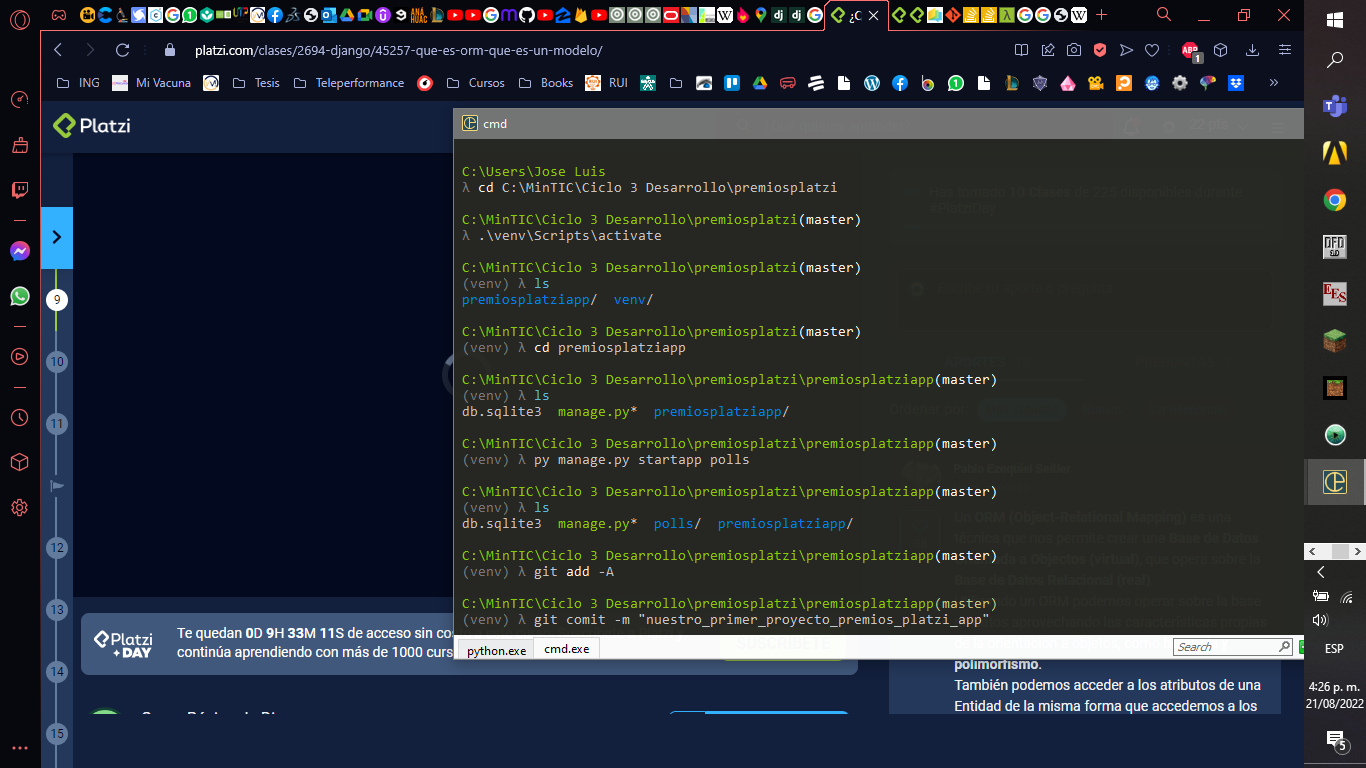 platzi.com/clases/2694-django/45257-que-es-orm-que-es-un-modelo/
ING
Mi Vacuna
Tesis
Teleperformance
Cursos
Books
RUI
Platzi
cmd
C:\Users\Jose Luis
λ cd C:\MinTIC\Ciclo 3 Desarrollo\premiosplatzi
C:\MinTIC\Ciclo 3 Desarrollo\premiosplatzi(master)
λ .\venv\Scripts\activate
C:\MinTIC\Ciclo 3 Desarrollo\premiosplatzi(master)
(venv) λ ls
premiosplatziapp/  venv/
C:\MinTIC\Ciclo 3 Desarrollo\premiosplatzi(master)
(venv) λ cd premiosplatziapp
C:\MinTIC\Ciclo 3 Desarrollo\premiosplatzi\premiosplatziapp(master)
(venv) λ ls
db.sqlite3  manage.py*  premiosplatziapp/
C:\MinTIC\Ciclo 3 Desarrollo\premiosplatzi\premiosplatziapp(master)
(venv) λ py manage.py startapp polls
C:\MinTIC\Ciclo 3 Desarrollo\premiosplatzi\premiosplatziapp(master)
(venv) λ ls
db.sqlite3  manage.py*  polls/  premiosplatziapp/
C:\MinTIC\Ciclo 3 Desarrollo\premiosplatzi\premiosplatziapp(master)
(venv) λ git add -A
C:\MinTIC\Ciclo 3 Desarrollo\premiosplatzi\premiosplatziapp(master)
(venv) λ git comit -m "nuestro_primer_proyecto_premios_platzi_app"
python.exe
cmd.exe
Search
9
10
11
12
13
14
15
Platzi
DAY
Te quedan 0D 9H 33M 11S de acceso sin
continúa aprendiendo con más de 1000
polimorfismo.
También podemos acceder a los atributos de una
Entidad de la misma forma que accedemos a los
ESP
4:26 p. m.
21/08/2022
5